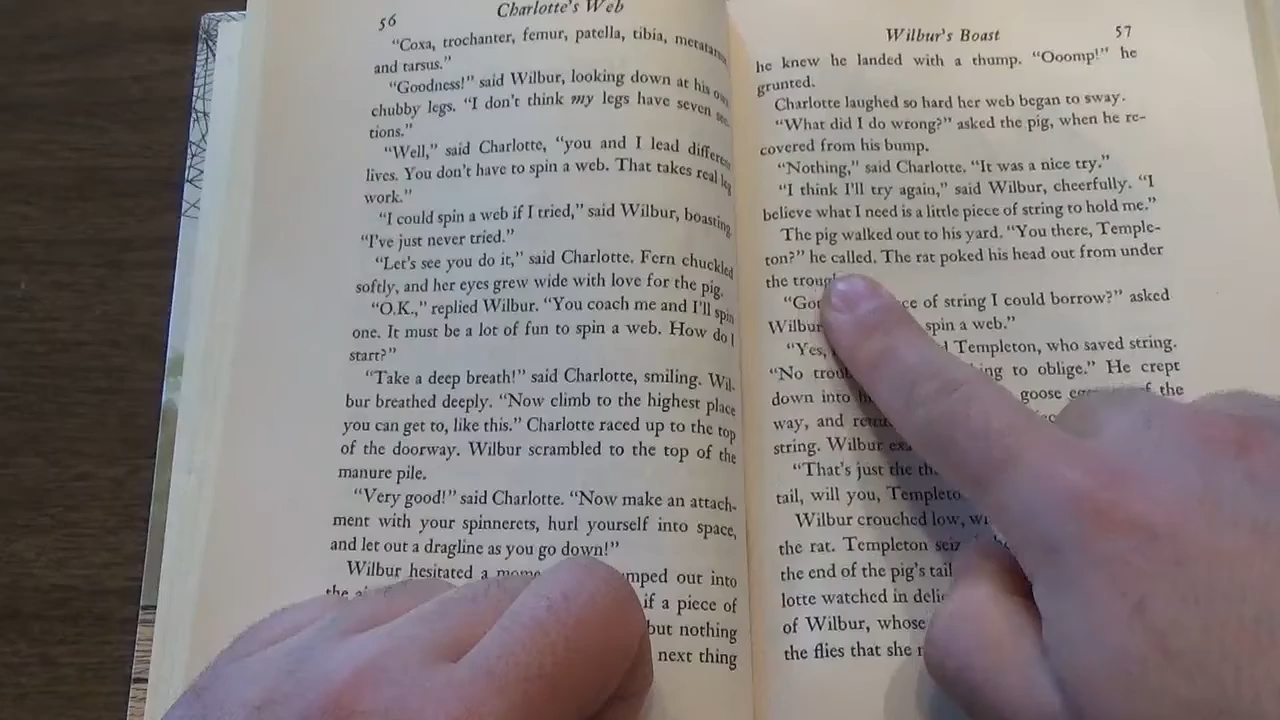 56
Charlotte's Web
“Coxa, trochanter, femur, patella, tibia, metatarsus
and tarsus.”
“Goodness!” said Wilbur, looking down at his own
chubby legs. “I don't think my legs have seven sec-
tions.”
“Well,” said Charlotte, “you and I lead different
lives. You don't have to spin a web. That takes real leg
work.”
“I could spin a web if I tried,” said Wilbur, boasting.
“I've just never tried.”
“Let's see you do it,” said Charlotte. Fern chuckled
softly, and her eyes grew wide with love for the pig.
“O.K.,” replied Wilbur. “You coach me and I'll spin
one. It must be a lot of fun to spin a web. How do I
start?”
“Take a deep breath!” said Charlotte, smiling. Wil-
bur breathed deeply. “Now climb to the highest place
you can get to, like this.” Charlotte raced up to the top
of the doorway. Wilbur scrambled to the top of the
manure pile.
“Very good!” said Charlotte. “Now make an attach-
ment with your spinnerets, hurl yourself into space,
and let out a dragline as you go down!”
Wilbur hesitated a out into
the if a piece of
but nothing
next thing
Wilbur's Boast
57
he knew he landed with a thump. “Ooomp!” he
grunted.
Charlotte laughed so hard her web began to sway.
“What did I do wrong?” asked the pig, when he re-
covered from his bump.
“Nothing,” said Charlotte. “It was a nice try.”
“I think I'll try again,” said Wilbur, cheerfully. “I
believe what I need is a little piece of string to hold me.”
The pig walked out to his yard. “You there, Temple-
ton?” he called. The rat poked his head out from under
the
of string I could borrow?” asked
Wilbur spin a web.”
“Yes, Templeton, who saved string.
“No to oblige.” He crept
down into goose the
way, and
string. Wilbur
“That's just the
tail, will you,
Wilbur crouched low,
the rat. Templeton
the end of the pig's tail
lotte watched in
of Wilbur, whose
the flies that she